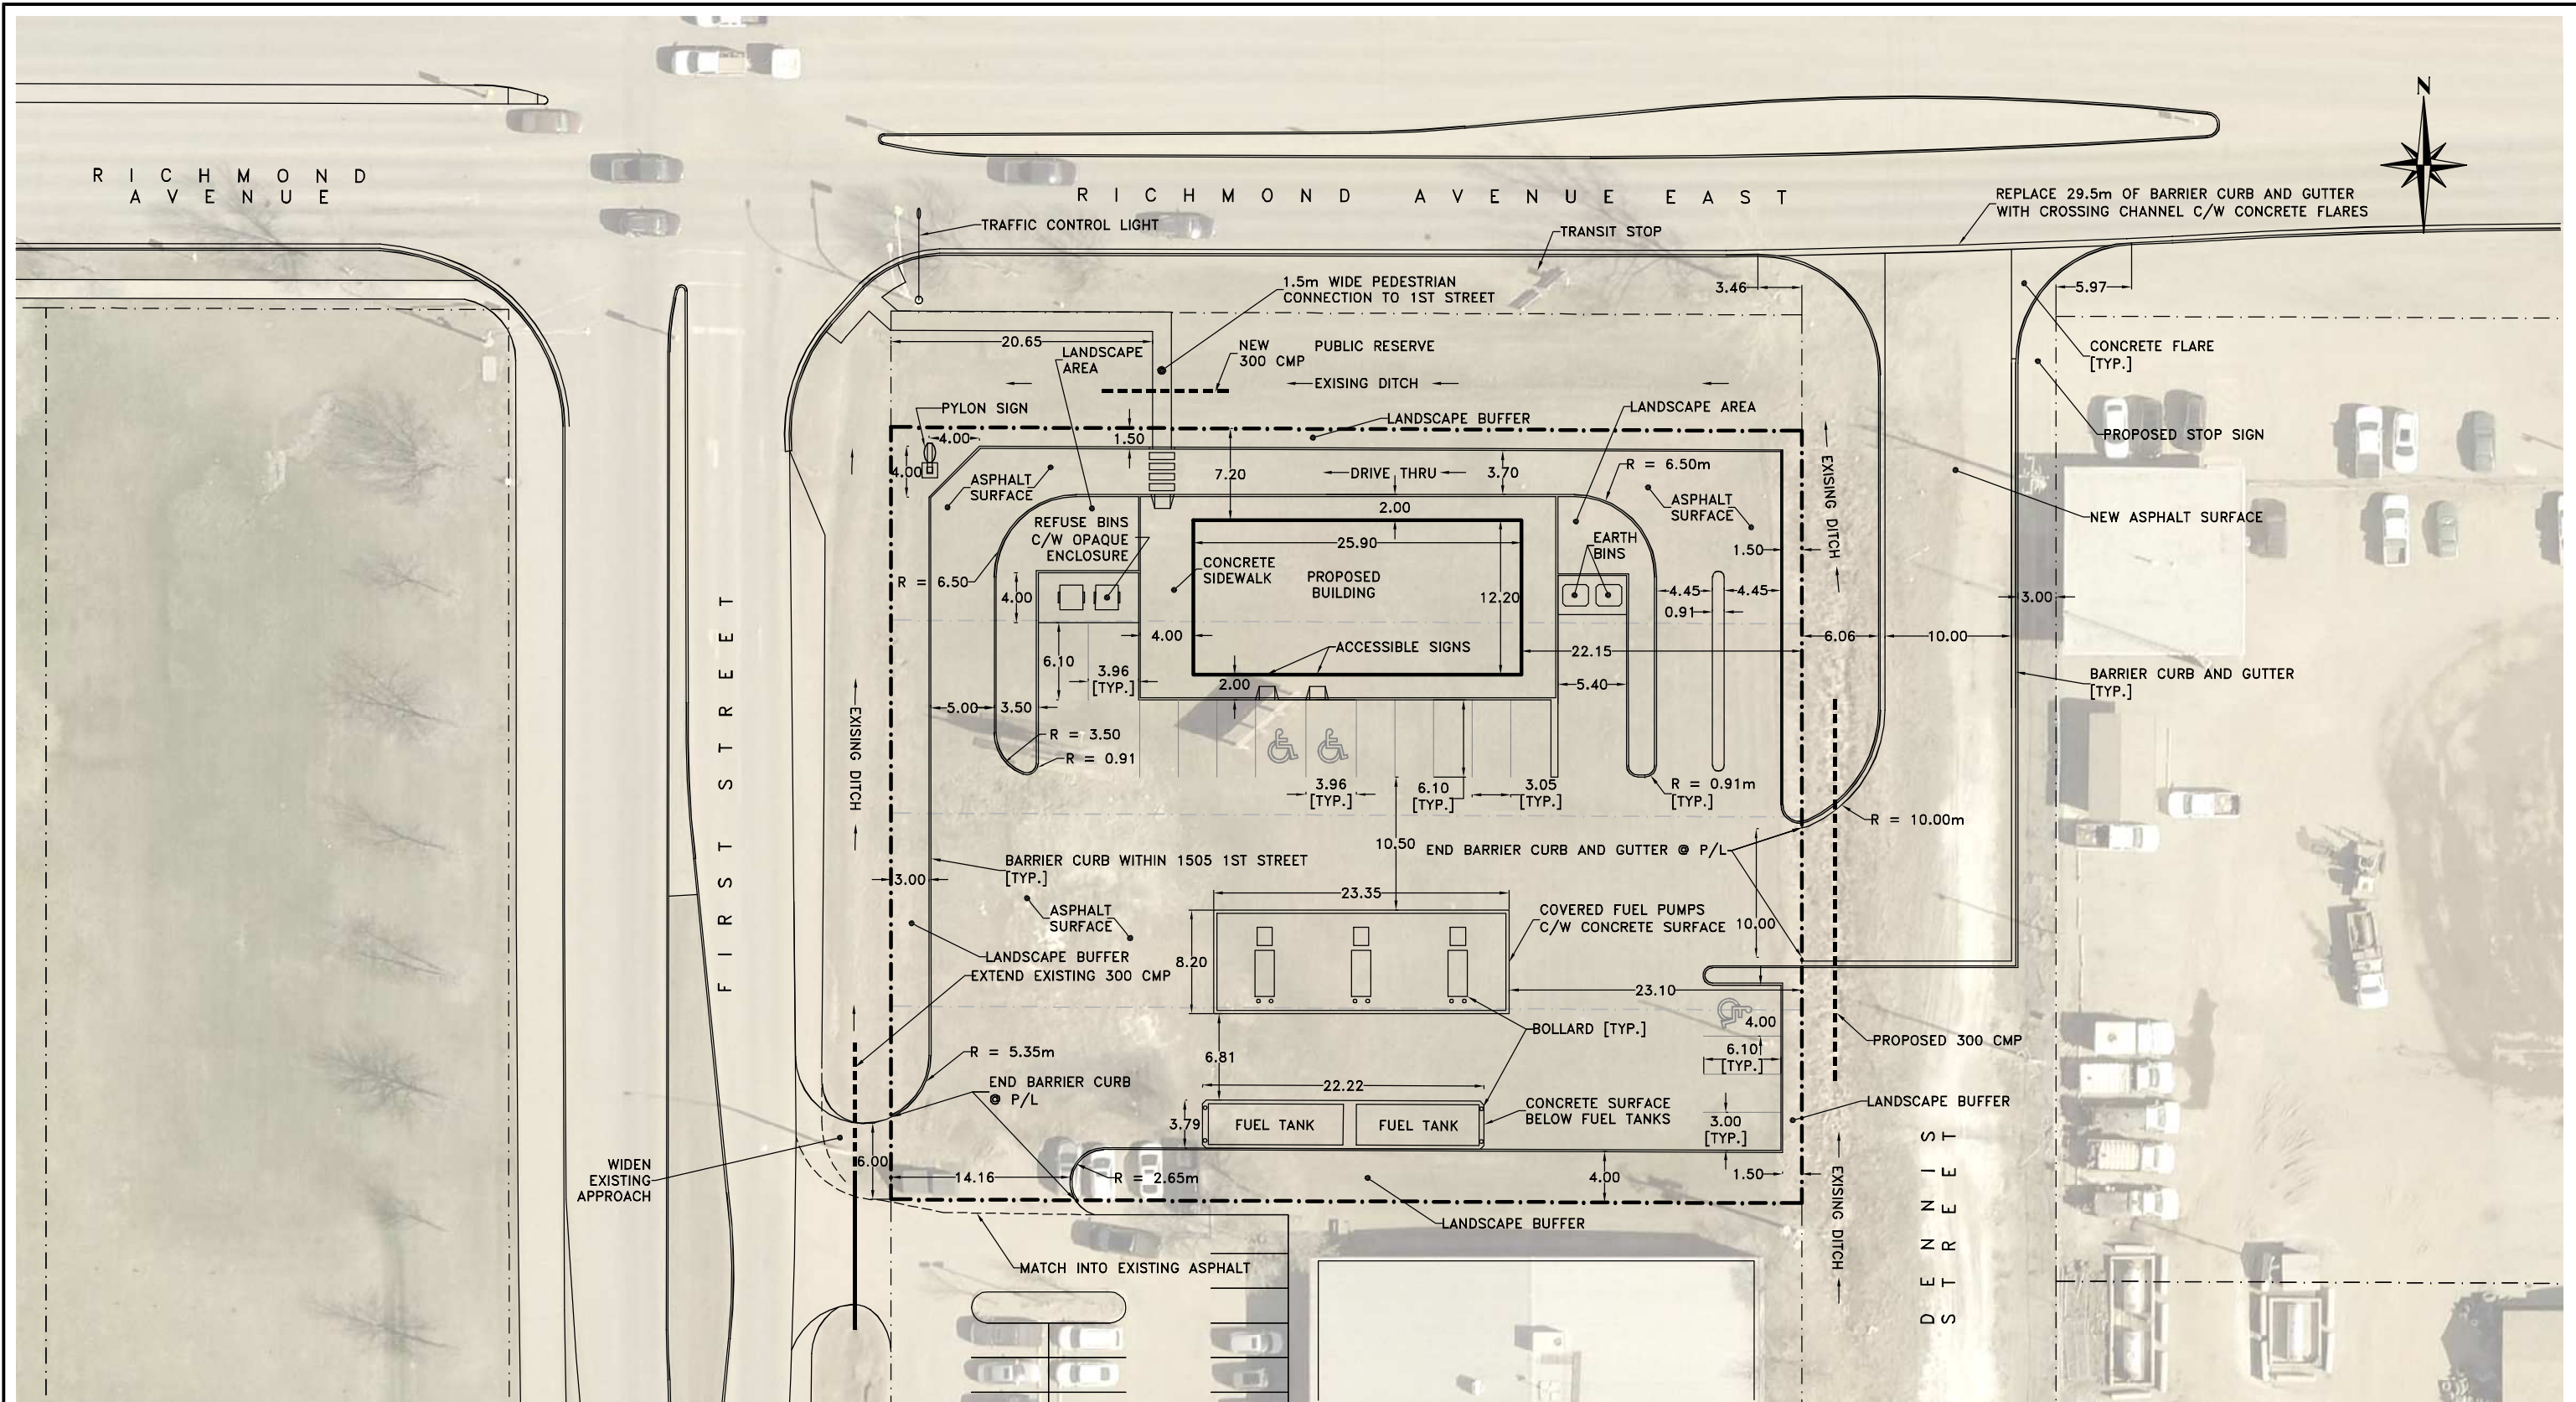 N
RICHMOND
AVENUE
RICHMOND AVENUE EAST
REPLACE 29.5m OF BARRIER CURB AND GUTTER
WITH CROSSING CHANNEL C/W CONCRETE FLARES
TRAFFIC CONTROL LIGHT
TRANSIT STOP
1.5m WIDE PEDESTRIAN
CONNECTION TO 1ST STREET
3.46
5.97
20.65
LANDSCAPE
AREA
NEW
300 CMP
PUBLIC RESERVE
CONCRETE FLARE
[TYP.]
EXISING DITCH
PYLON SIGN
LANDSCAPE BUFFER
LANDSCAPE AREA
4.00
1.50
PROPOSED STOP SIGN
4.00
ASPHALT
SURFACE
7.20
DRIVE THRU
3.70
R = 6.50m
EXISING DITCH
ASPHALT
SURFACE
2.00
NEW ASPHALT SURFACE
REFUSE BINS
C/W OPAQUE
ENCLOSURE
25.90
EARTH
BINS
1.50
R = 6.50
CONCRETE
SIDEWALK
PROPOSED
BUILDING
4.00
12.20
4.45
4.45
0.91
3.00
4.00
6.06
10.00
ACCESSIBLE SIGNS
22.15
6.10
3.96
[TYP.]
2.00
5.40
BARRIER CURB AND GUTTER
[TYP.]
5.00
3.50
FIRST STREET
EXISING DITCH
R = 3.50
R = 0.91
3.96
[TYP.]
6.10
[TYP.]
3.05
[TYP.]
R = 0.91m
[TYP.]
R = 10.00m
10.50
END BARRIER CURB AND GUTTER @ P/L
BARRIER CURB WITHIN 1505 1ST STREET
[TYP.]
3.00
23.35
ASPHALT
SURFACE
COVERED FUEL PUMPS
C/W CONCRETE SURFACE
10.00
LANDSCAPE BUFFER
EXTEND EXISTING 300 CMP
8.20
23.10
4.00
BOLLARD [TYP.]
PROPOSED 300 CMP
R = 5.35m
6.81
6.10
[TYP.]
END BARRIER CURB
@ P/L
22.22
CONCRETE SURFACE
BELOW FUEL TANKS
LANDSCAPE BUFFER
3.79
FUEL TANK
FUEL TANK
3.00
[TYP.]
WIDEN
EXISTING
APPROACH
6.00
14.16
R = 2.65m
4.00
1.50
EXISING DITCH
DENNIS
STREET
LANDSCAPE BUFFER
MATCH INTO EXISTING ASPHALT